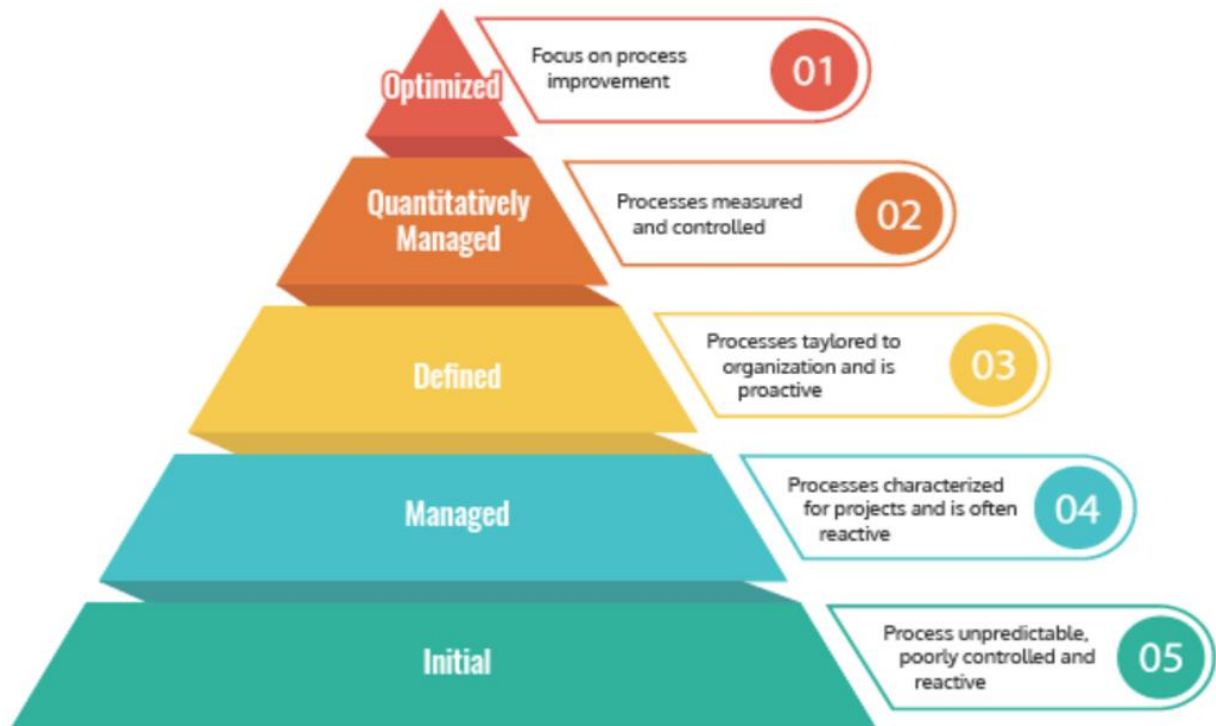 Optimized
Focus on process
improvement
01
Quantitatively
Managed
Processes measured
and controlled
02
Defined
Processes taylored to
organization and is
proactive
03
Managed
Processes characterized
for projects and is often
reactive
04
Initial
Process unpredictable,
poorly controlled and
reactive
05